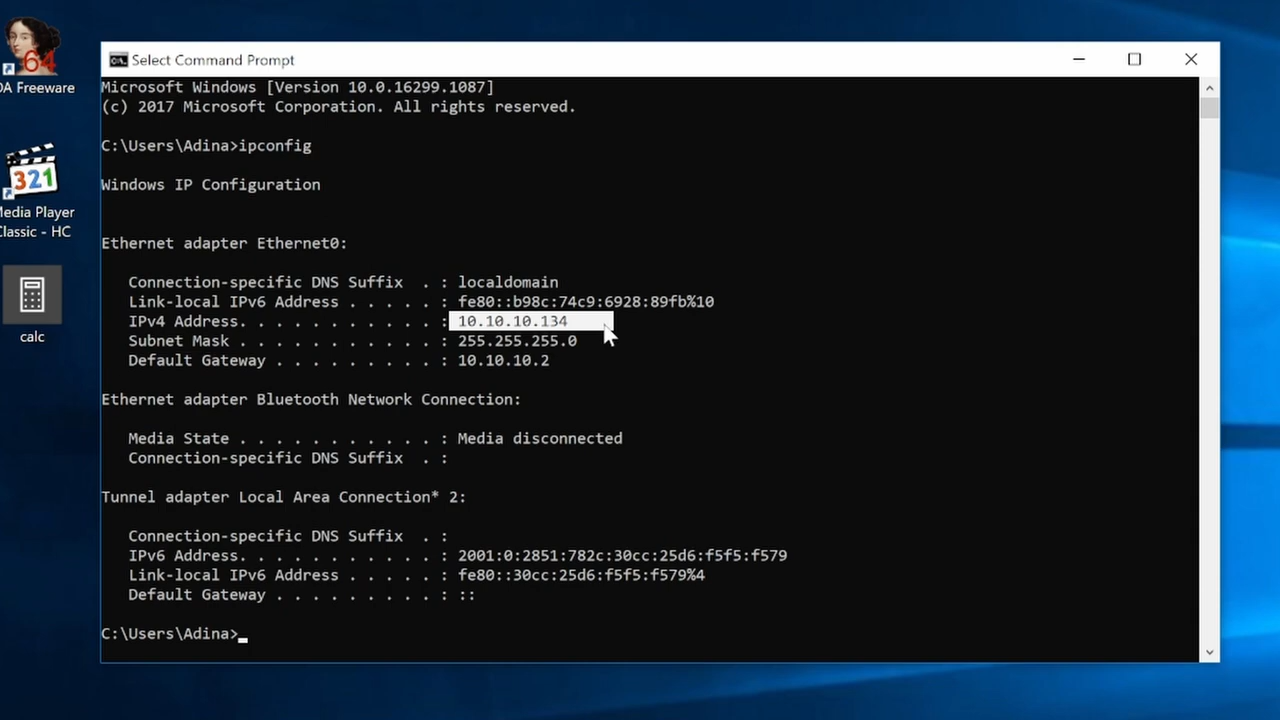 Select Command Prompt
Microsoft Windows [Version 10.0.16299.1087]
(c) 2017 Microsoft Corporation. All rights reserved.
C:\Users\Adina>ipconfig
Windows IP Configuration
Ethernet adapter Ethernet0:
Connection-specific DNS Suffix  . : localdomain
Link-local IPv6 Address . . . . . : fe80::b98c:74c9:6928:89fb%10
IPv4 Address. . . . . . . . . . . : 10.10.10.134
Subnet Mask . . . . . . . . . . . : 255.255.255.0
Default Gateway . . . . . . . . . : 10.10.10.2
Ethernet adapter Bluetooth Network Connection:
Media State . . . . . . . . . . . : Media disconnected
Connection-specific DNS Suffix  . :
Tunnel adapter Local Area Connection* 2:
Connection-specific DNS Suffix  . :
IPv6 Address. . . . . . . . . . . : 2001:0:2851:782c:30cc:25d6:f5f5:f579
Link-local IPv6 Address . . . . . : fe80::30cc:25d6:f5f5:f579%4
Default Gateway . . . . . . . . . : ::
C:\Users\Adina>
64
DA Freeware
321
Media Player
Classic - HC
calc